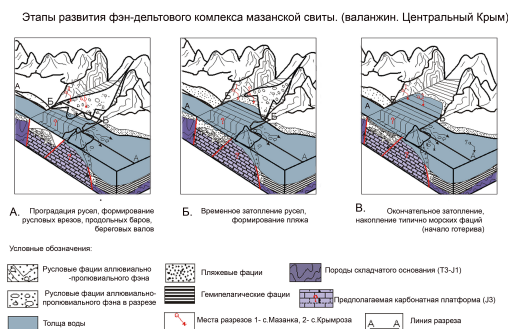 Этапы развития фэн-дельтового комлекса мазанской свиты. (валанжин. Центральный Крым)
А. Проградация русел, формирование
русловых врезов, продольных баров,
береговых валов
Б. Временное затопление русел,
формирование пляжа
В. Окончательное затопление,
накопление типично морских фаций
(начало готерива)
Условные обозначения:
Русловые фации аллювиально
-пролювиального фэна
Пляжевые фации
Породы складчатого основания (Т3-J1)
Русловые фации аллювиально-
пролювиального фэна в разрезе
Гемипелагические фации
Предполагаемая карбонатная платформа (J3)
Толща воды
Места разрезов 1- с.Мазанка, 2- с.Крымроза
А А
Линия разреза